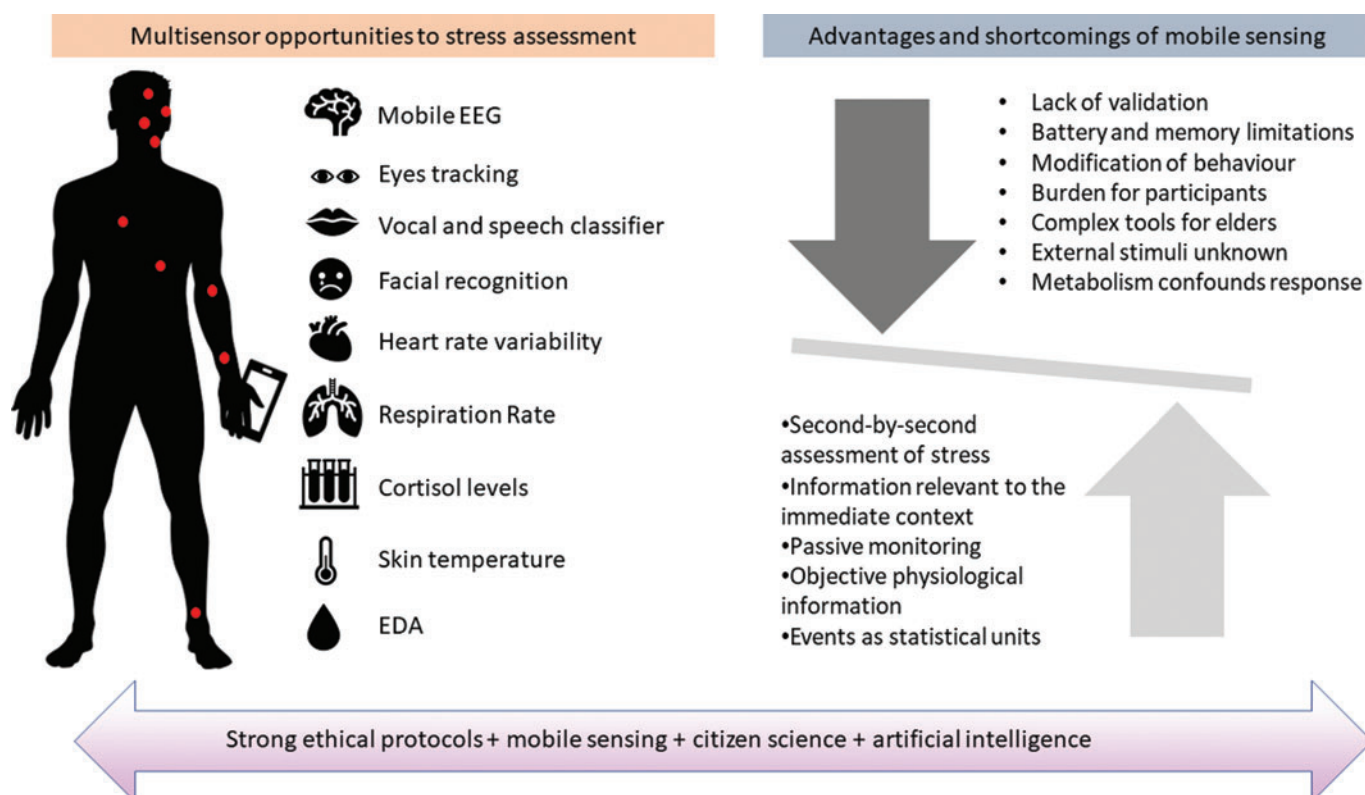 Multisensor opportunities to stress assessment
Mobile EEG
Eyes tracking
Vocal and speech classifier
Facial recognition
Heart rate variability
Respiration Rate
Cortisol levels
Skin temperature
EDA
Advantages and shortcomings of mobile sensing
• Lack of validation
• Battery and memory limitations
• Modification of behaviour
• Burden for participants
• Complex tools for elders
• External stimuli unknown
• Metabolism confounds response
•Second-by-second
assessment of stress
•Information relevant to the
immediate context
•Passive monitoring
•Objective physiological
information
•Events as statistical units
Strong ethical protocols + mobile sensing + citizen science + artificial intelligence